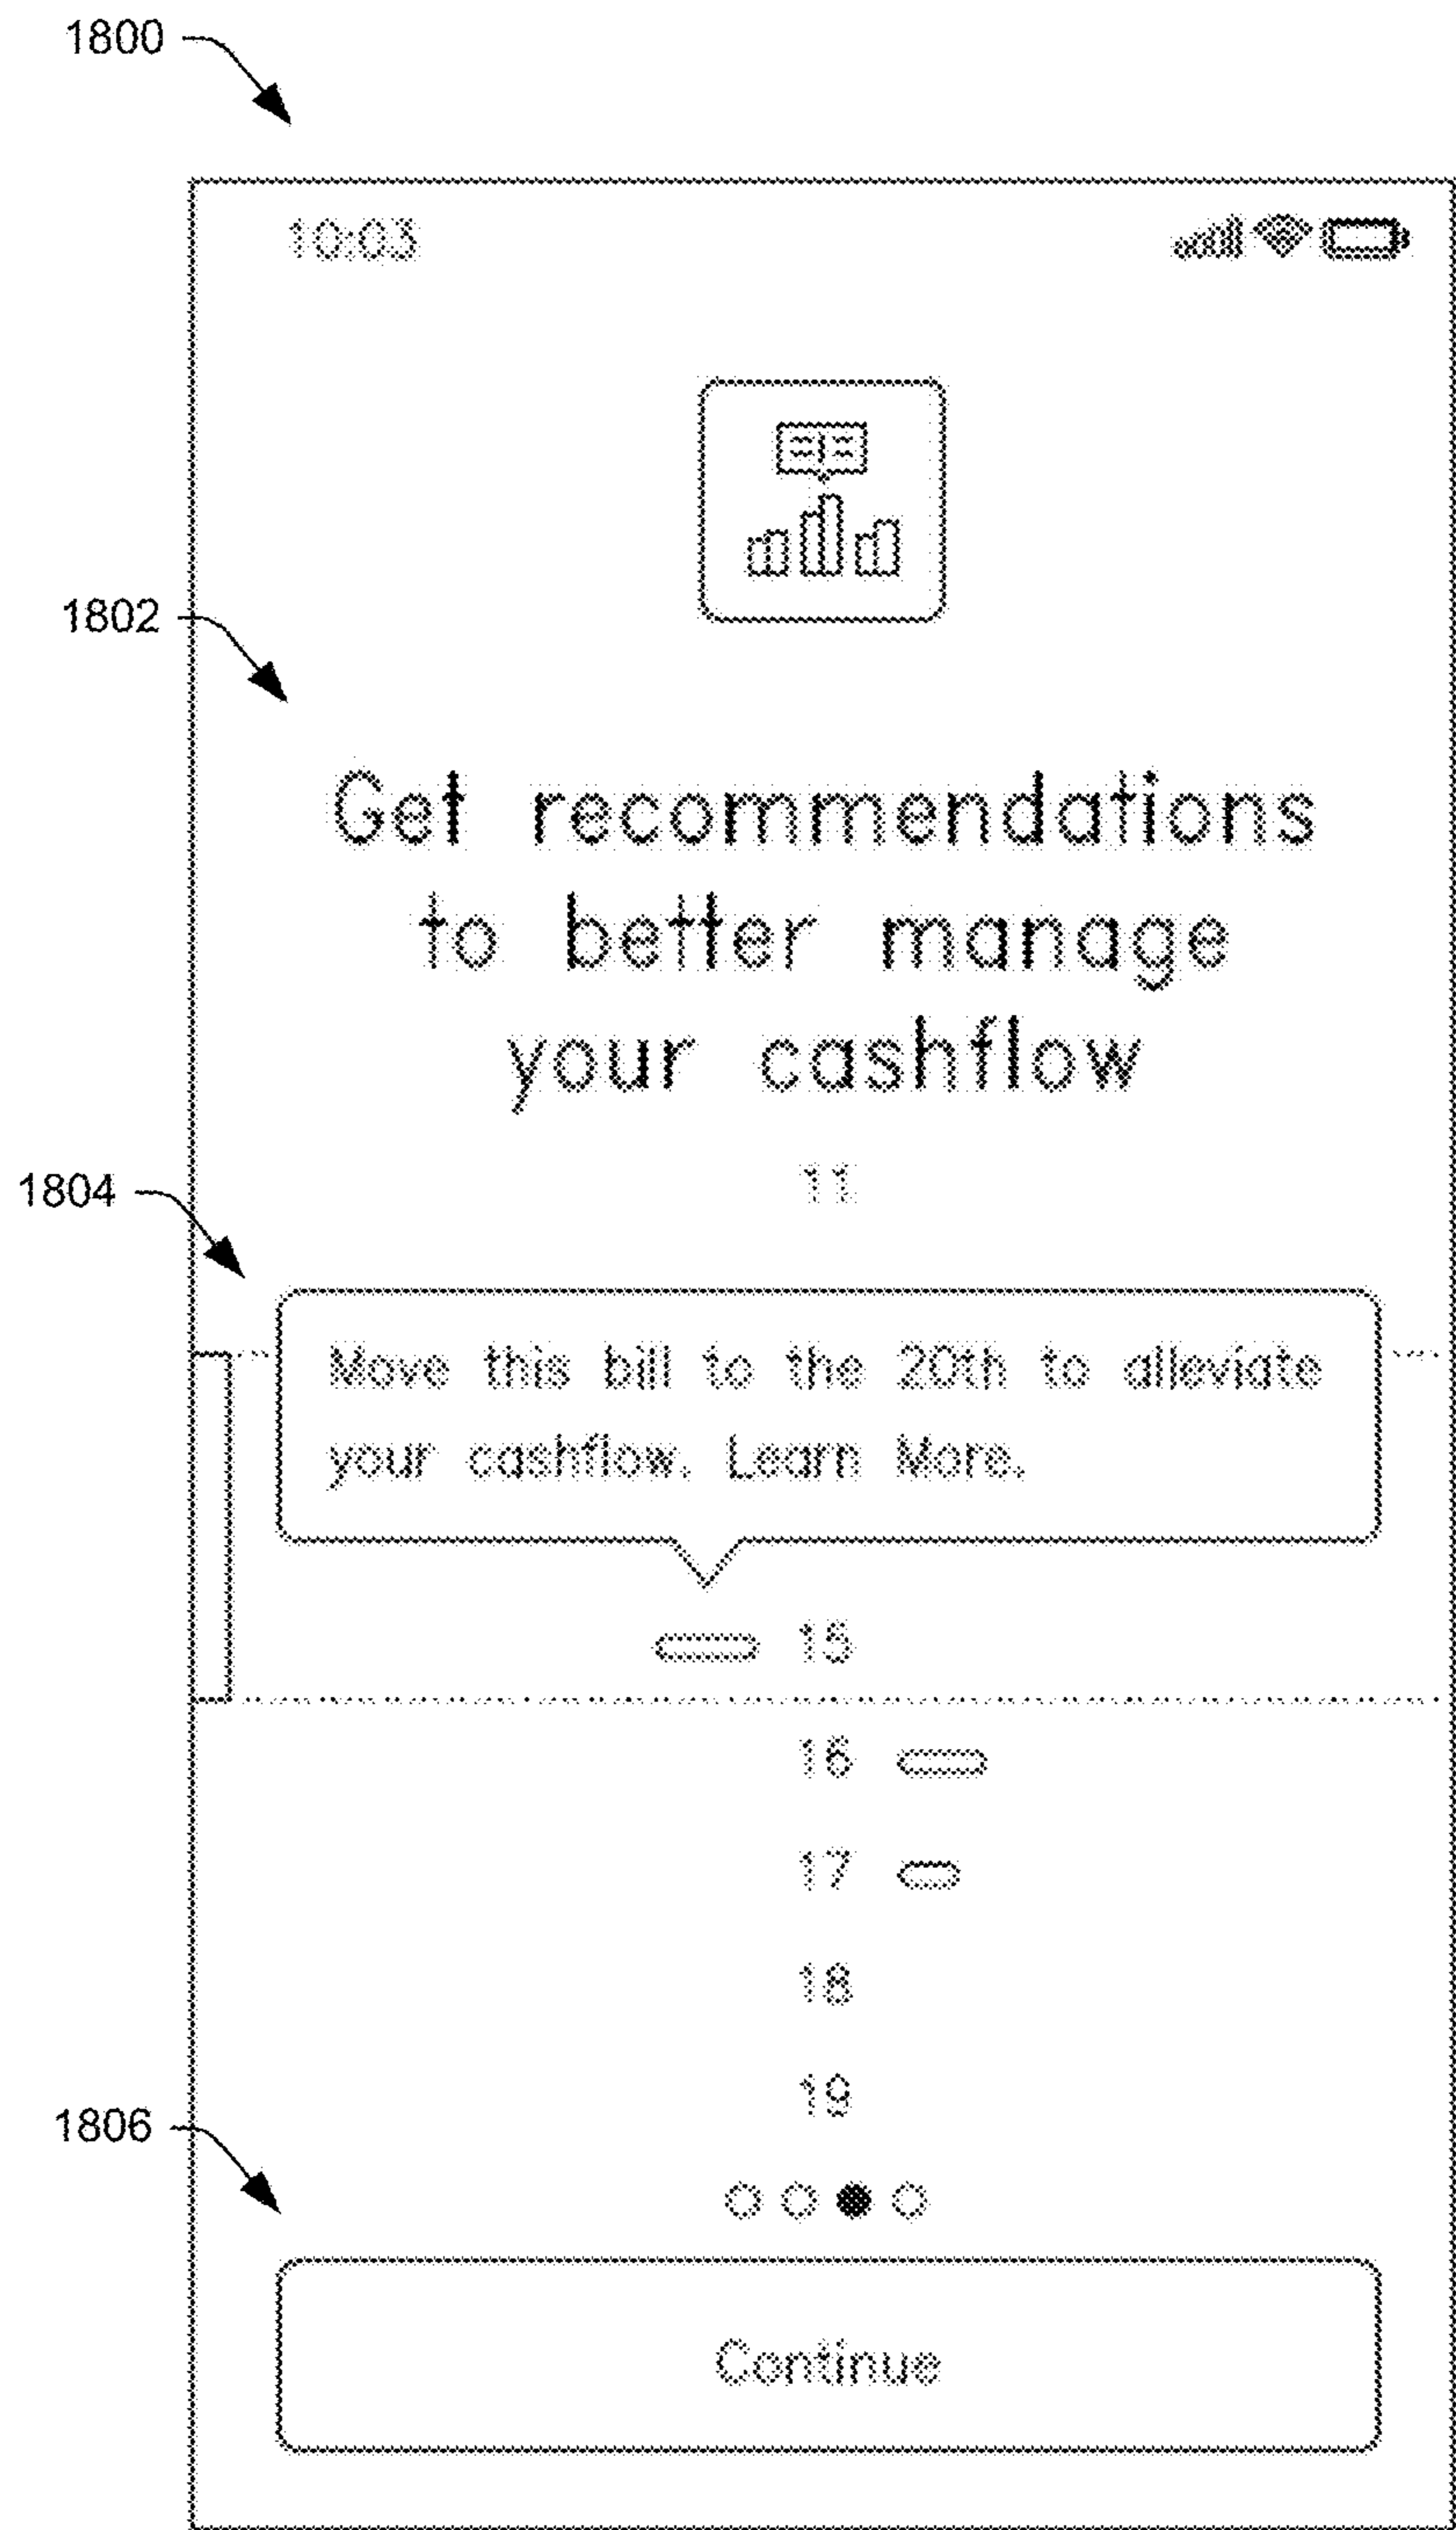 1800
10:03
1802
Get recommendations
to better manage
your cashflow
11
1804
Move this bill to the 20th to alleviate
your cashflow. Learn More.
15
16
17
18
19
1806
Continue